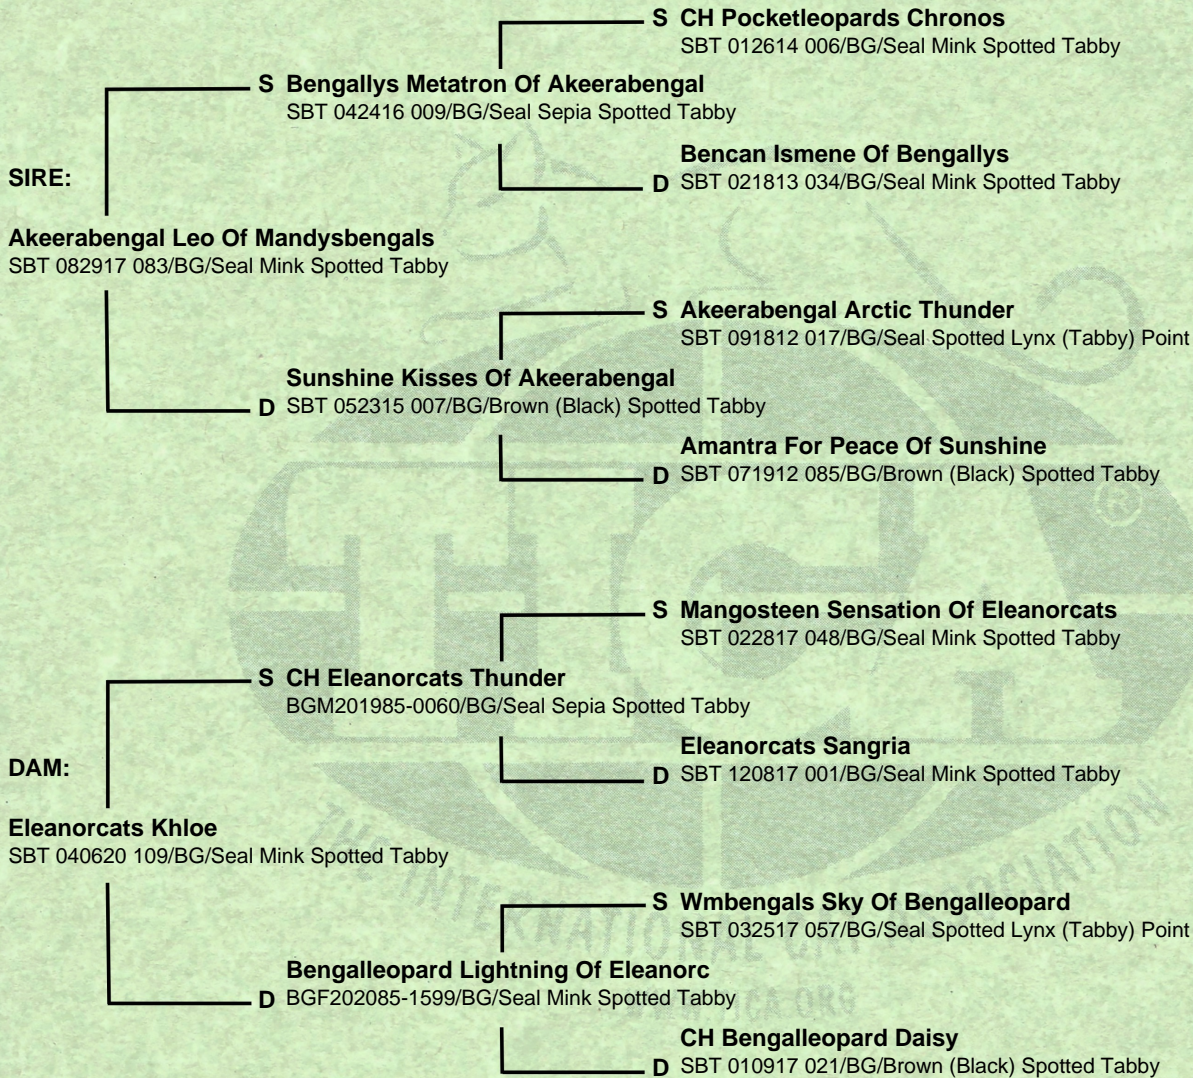 S CH Pocketleopards Chronos
SBT 012614 006/BG/Seal Mink Spotted Tabby
S Bengallys Metatron Of Akeerabengal
SBT 042416 009/BG/Seal Sepia Spotted Tabby
Bencan Ismene Of Bengallys
D SBT 021813 034/BG/Seal Mink Spotted Tabby
SIRE:
Akeerabengal Leo Of Mandysbengals
SBT 082917 083/BG/Seal Mink Spotted Tabby
S Akeerabengal Arctic Thunder
SBT 091812 017/BG/Seal Spotted Lynx (Tabby) Point
Sunshine Kisses Of Akeerabengal
D SBT 052315 007/BG/Brown (Black) Spotted Tabby
Amantra For Peace Of Sunshine
D SBT 071912 085/BG/Brown (Black) Spotted Tabby
S Mangosteen Sensation Of Eleanorcats
SBT 022817 048/BG/Seal Mink Spotted Tabby
S CH Eleanorcats Thunder
BGM201985-0060/BG/Seal Sepia Spotted Tabby
Eleanorcats Sangria
D SBT 120817 001/BG/Seal Mink Spotted Tabby
DAM:
Eleanorcats Khloe
SBT 040620 109/BG/Seal Mink Spotted Tabby
S Wmbengals Sky Of Bengalleopard
SBT 032517 057/BG/Seal Spotted Lynx (Tabby) Point
Bengalleopard Lightning Of Eleanorc
D BGF202085-1599/BG/Seal Mink Spotted Tabby
CH Bengalleopard Daisy
D SBT 010917 021/BG/Brown (Black) Spotted Tabby
TICA
®
THE INTERNATIONAL CAT ASSOCIATION
WWW.TICA.ORG